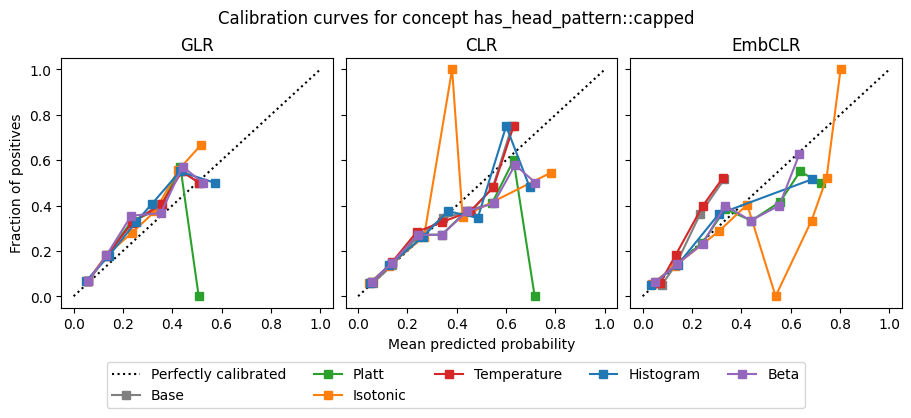 Calibration curves for concept has_head_pattern::capped
GLR
CLR
EmbCLR
Fraction of positives
1.0
0.8
0.6
0.4
0.2
0.0
0.0 0.2 0.4 0.6 0.8 1.0
0.0 0.2 0.4 0.6 0.8 1.0
0.0 0.2 0.4 0.6 0.8 1.0
Mean predicted probability
Perfectly calibrated Platt Temperature Histogram Beta
Base Isotonic